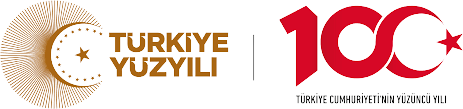 TÜRKİYE
YÜZYILI
100
TÜRKİYE CUMHURİYETİ'NİN YÜZÜNCÜ YILI